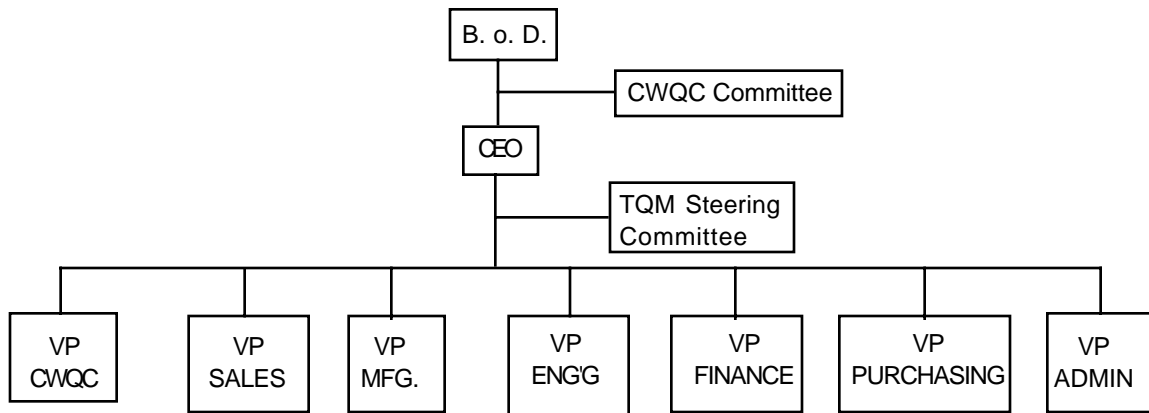 B. o. D.
CWQC Committee
CEO
TQM Steering
Committee
VP
CWQC
VP
SALES
VP
MFG.
VP
ENG'G
VP
FINANCE
VP
PURCHASING
VP
ADMIN